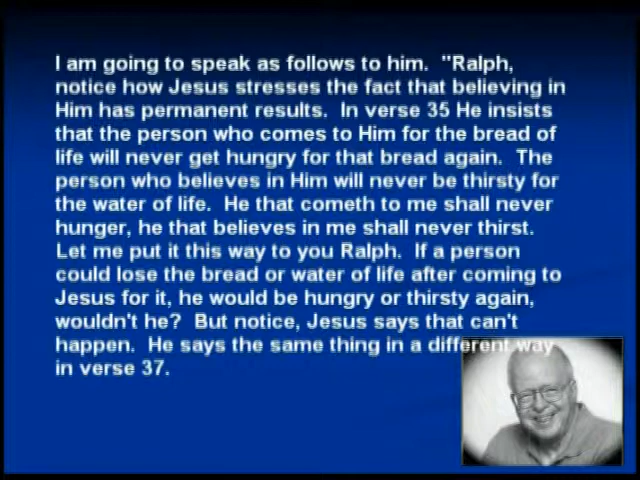 I am going to speak as follows to him.  "Ralph,
notice how Jesus stresses the fact that believing in
Him has permanent results.  In verse 35 He insists
that the person who comes to Him for the bread of
life will never get hungry for that bread again.  The
person who believes in Him will never be thirsty for
the water of life.  He that cometh to me shall never
hunger, he that believes in me shall never thirst.
Let me put it this way to you Ralph.  If a person
could lose the bread or water of life after coming to
Jesus for it, he would be hungry or thirsty again,
wouldn't he?  But notice, Jesus says that can't
happen.  He says the same thing in a different way
in verse 37.